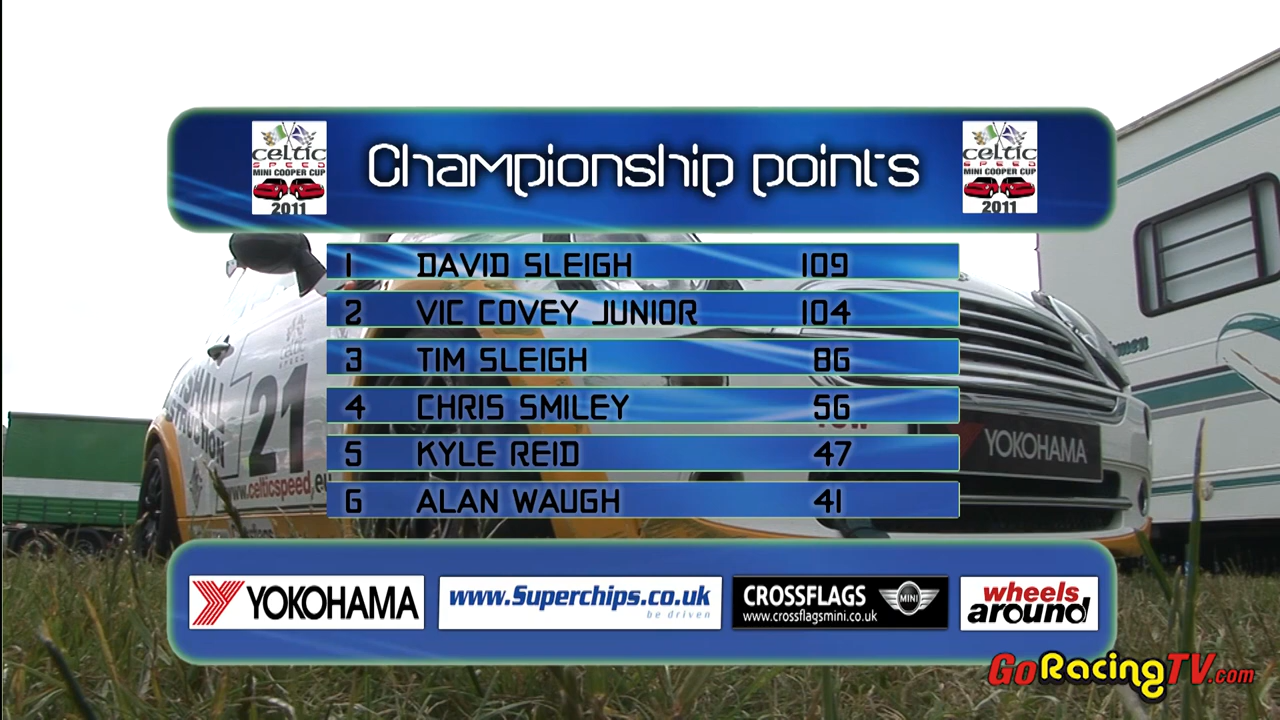 celtic
SPEED
MINI COOPER CUP
2011
Championship points
celtic
SPEED
MINI COOPER CUP
2011
1 DAVID SLEIGH 109
2 VIC COVEY JUNIOR 104
3 TIM SLEIGH 86
4 CHRIS SMILEY 56
5 KYLE REID 47
6 ALAN WAUGH 41
21
www.celticspeed.eu
YOKOHAMA
YOKOHAMA
www.Superchips.co.uk
be driven
CROSSFLAGS
www.crossflagsmini.co.uk
MINI
wheels
around
GoRacingTV.com